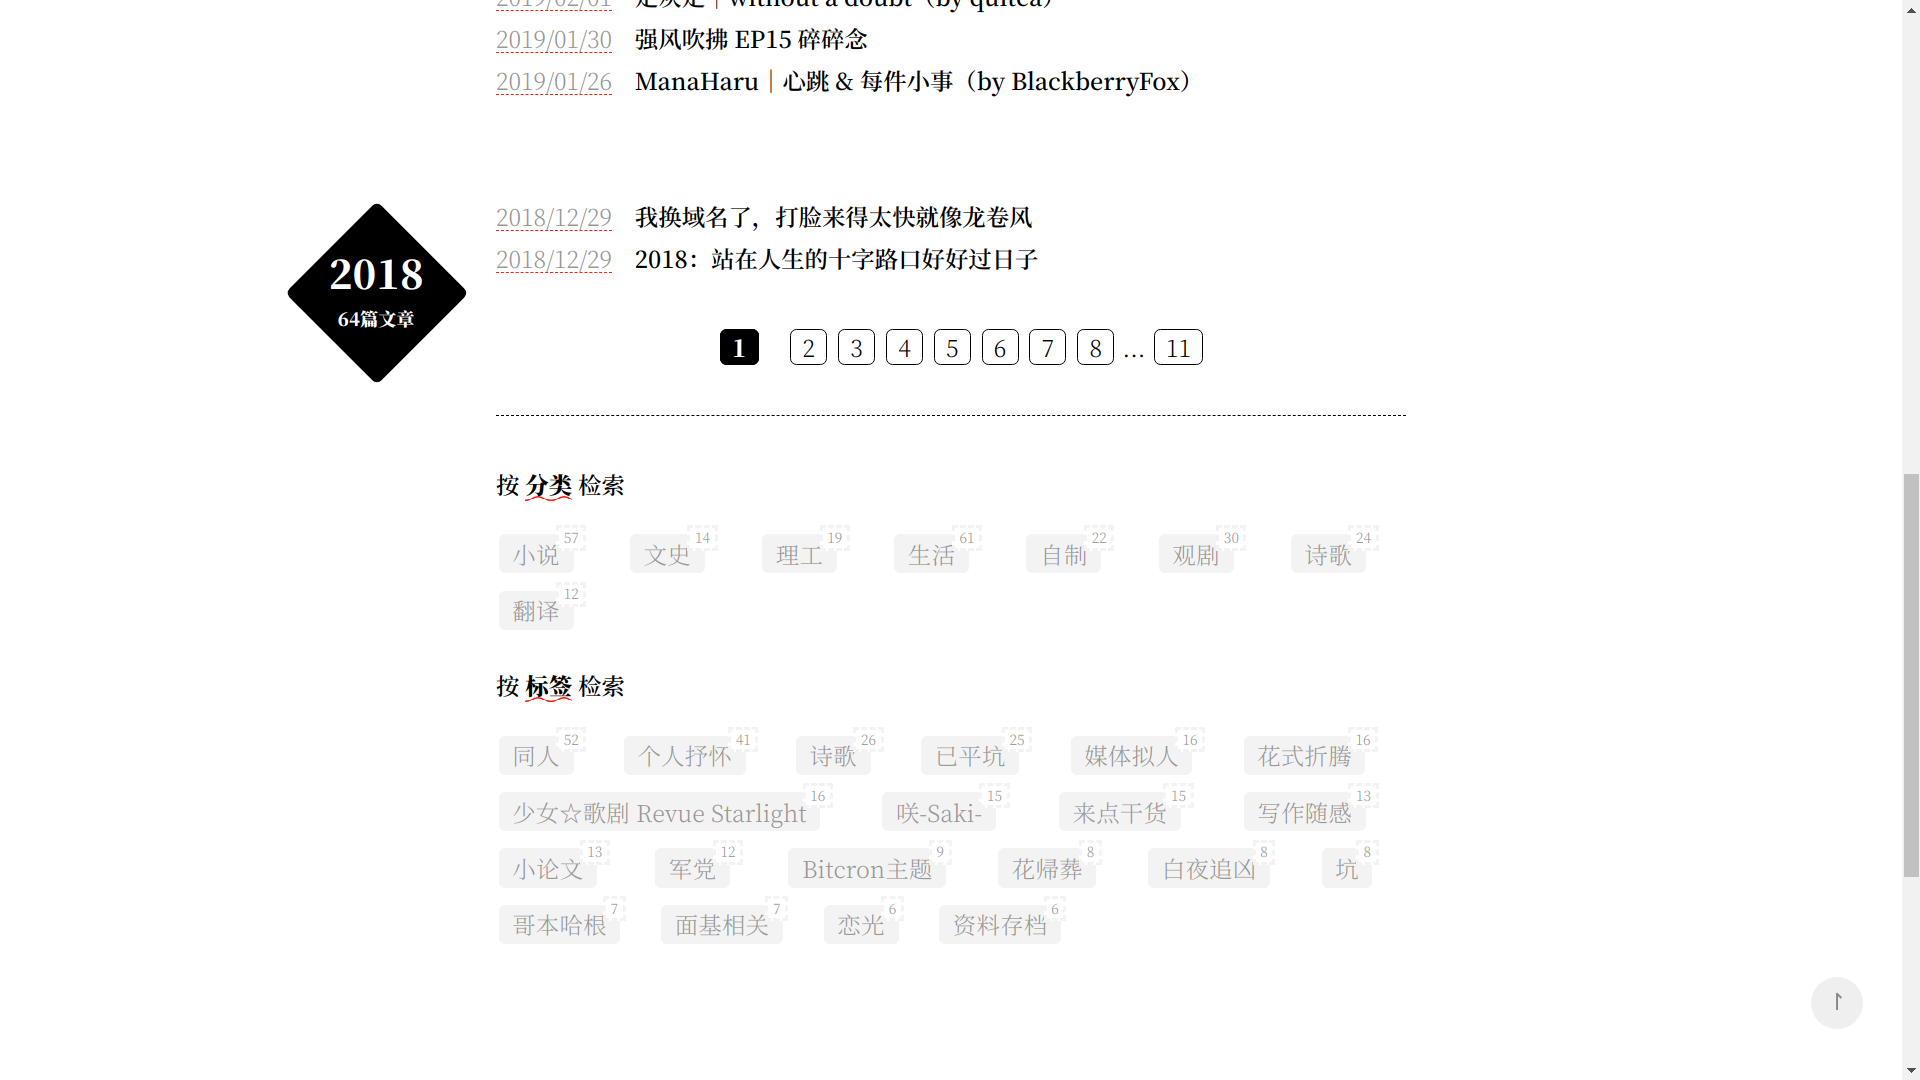 2019/01/30 强风吹拂 EP15 碎碎念
2019/01/26 ManaHaru｜心跳 & 每件小事（by BlackberryFox）
2018
64篇文章
2018/12/29 我换域名了，打脸来得太快就像龙卷风
2018/12/29 2018：站在人生的十字路口好好过日子
1 2 3 4 5 6 7 8 ... 11
按 分类 检索
小说 57 文史 14 理工 19 生活 61 自制 22 观剧 30 诗歌 24
翻译 12
按 标签 检索
同人 52 个人抒怀 41 诗歌 26 已平坑 25 媒体拟人 16 花式折腾 16
少女☆歌剧 Revue Starlight 16 咲-Saki- 15 来点干货 15 写作随感 13
小论文 13 军党 12 Bitcron主题 9 花帰葬 8 白夜追凶 8 坑 8
哥本哈根 7 面基相关 7 恋光 6 资料存档 6
↾